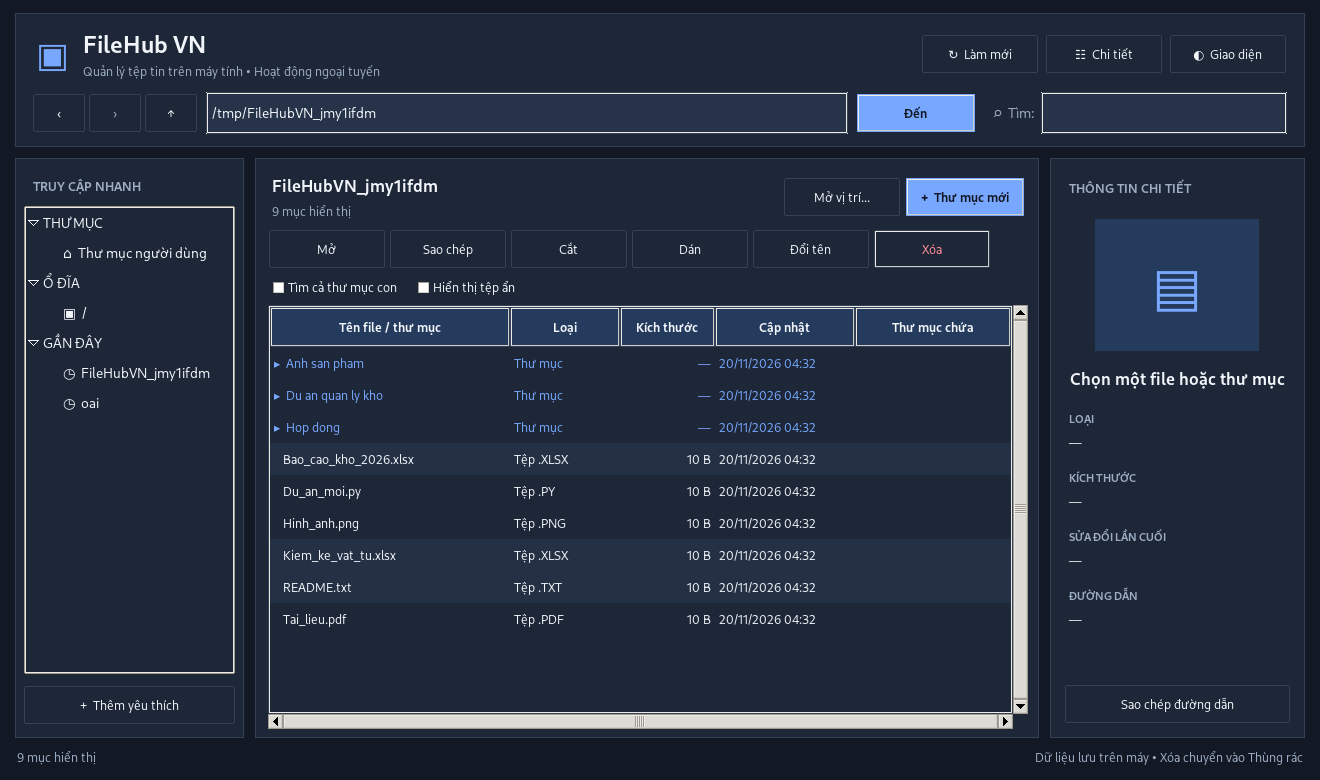 FileHub VN
Quản lý tệp tin trên máy tính • Hoạt động ngoại tuyến
↻ Làm mới
☷ Chi tiết
◐ Giao diện
‹ › ↑ /tmp/FileHubVN_jmy1ifdm
Đến
⌕ Tìm:
TRUY CẬP NHANH
THƯ MỤC
⌂ Thư mục người dùng
Ổ ĐĨA
▣ /
GẦN ĐÂY
◷ FileHubVN_jmy1ifdm
◷ oai
+ Thêm yêu thích
FileHubVN_jmy1ifdm
9 mục hiển thị
Mở vị trí...
+ Thư mục mới
Mở Sao chép Cắt Dán Đổi tên Xóa
Tìm cả thư mục con Hiển thị tệp ẩn
Tên file / thư mục Loại Kích thước Cập nhật Thư mục chứa
▸ Anh san pham Thư mục — 20/11/2026 04:32
▸ Du an quan ly kho Thư mục — 20/11/2026 04:32
▸ Hop dong Thư mục — 20/11/2026 04:32
Bao_cao_kho_2026.xlsx Tệp .XLSX 10 B 20/11/2026 04:32
Du_an_moi.py Tệp .PY 10 B 20/11/2026 04:32
Hinh_anh.png Tệp .PNG 10 B 20/11/2026 04:32
Kiem_ke_vat_tu.xlsx Tệp .XLSX 10 B 20/11/2026 04:32
README.txt Tệp .TXT 10 B 20/11/2026 04:32
Tai_lieu.pdf Tệp .PDF 10 B 20/11/2026 04:32
THÔNG TIN CHI TIẾT
Chọn một file hoặc thư mục
LOẠI
—
KÍCH THƯỚC
—
SỬA ĐỔI LẦN CUỐI
—
ĐƯỜNG DẪN
—
Sao chép đường dẫn
9 mục hiển thị
Dữ liệu lưu trên máy • Xóa chuyển vào Thùng rác